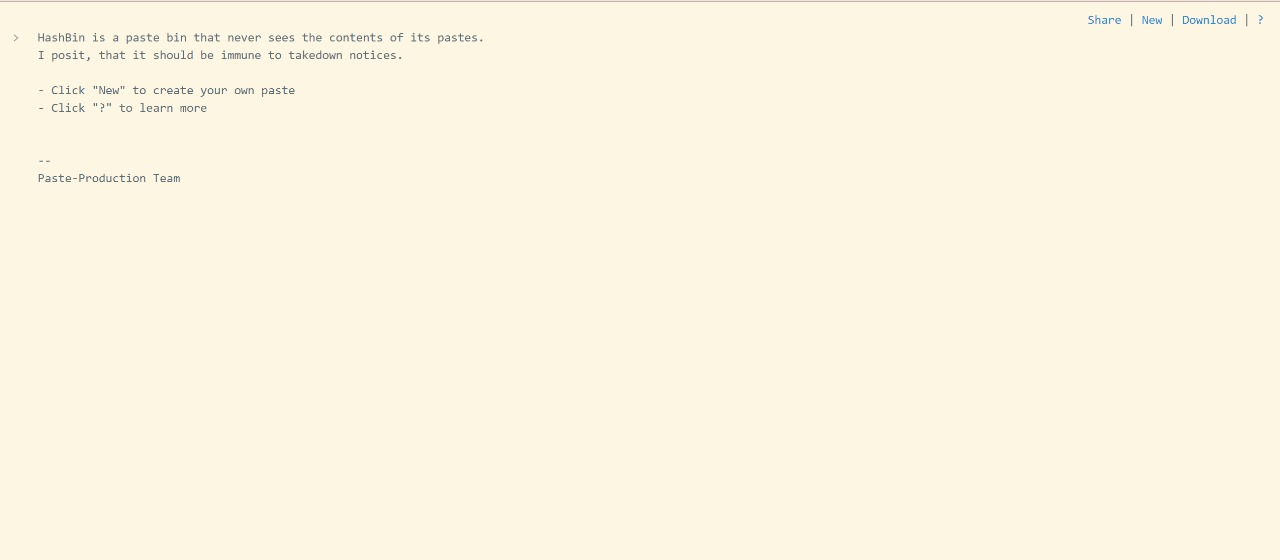 Share | New | Download | ?
> HashBin is a paste bin that never sees the contents of its pastes.
I posit, that it should be immune to takedown notices.
- Click "New" to create your own paste
- Click "?" to learn more
--
Paste-Production Team